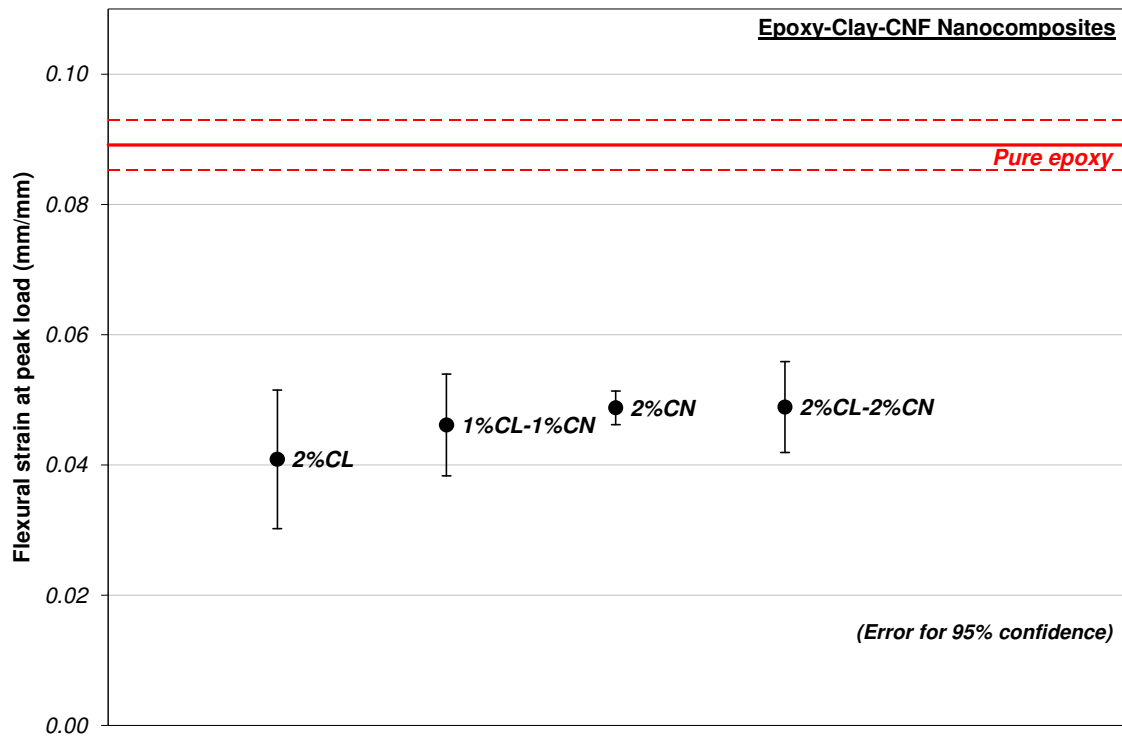 Epoxy-Clay-CNF Nanocomposites
Flexural strain at peak load (mm/mm)
0.10
Pure epoxy
0.08
0.06
2%CL
1%CL-1%CN
2%CN
2%CL-2%CN
0.04
0.02
(Error for 95% confidence)
0.00